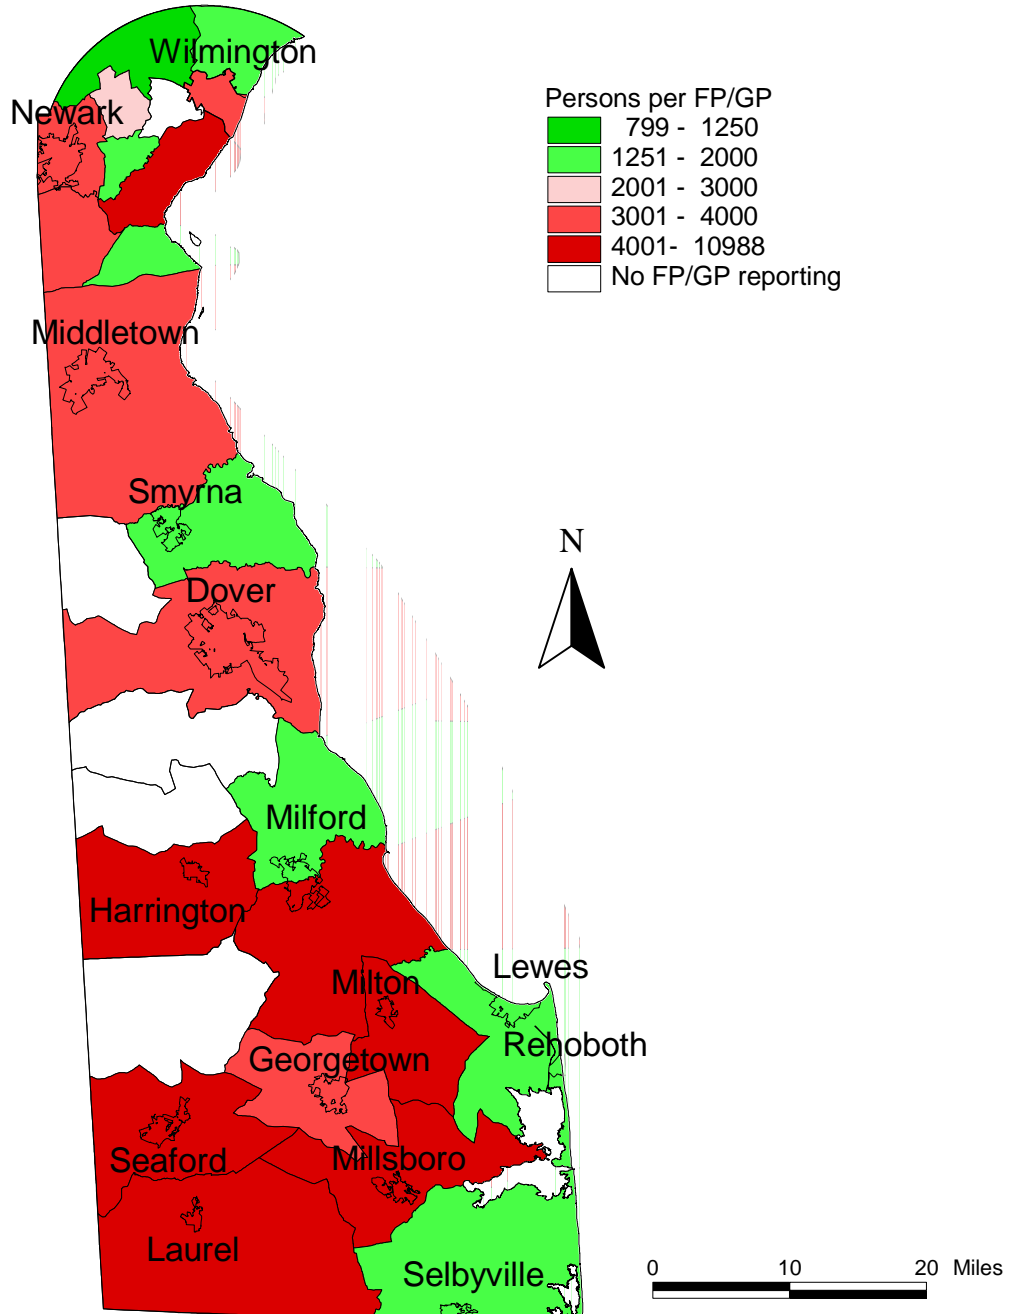 Wilmington
Newark
Persons per FP/GP
799 - 1250
1251 - 2000
2001 - 3000
3001 - 4000
4001- 10988
No FP/GP reporting
Middletown
Smyrna
N
Dover
Milford
Harrington
Lewes
Milton
Rehoboth
Georgetown
Seaford
Millsboro
Laurel
Selbyville
0 10 20 Miles